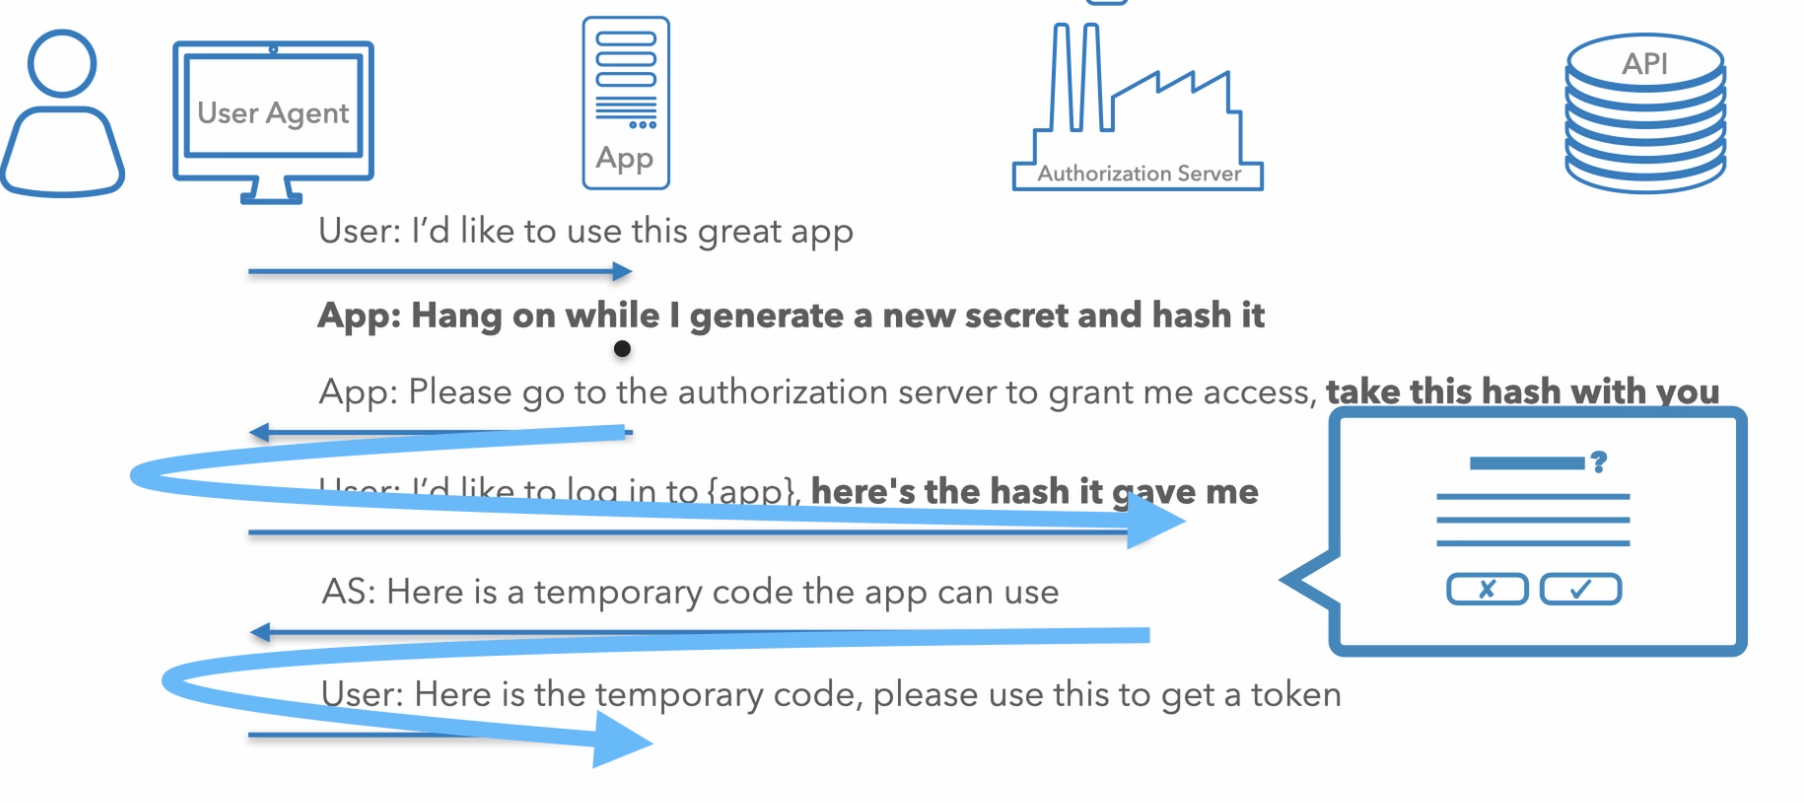 User Agent
App
Authorization Server
API
User: I'd like to use this great app
App: Hang on while I generate a new secret and hash it
App: Please go to the authorization server to grant me access, take this hash with you
?
User: I'd like to log in to {app}, here's the hash it gave me
AS: Here is a temporary code the app can use
✘ ✓
User: Here is the temporary code, please use this to get a token